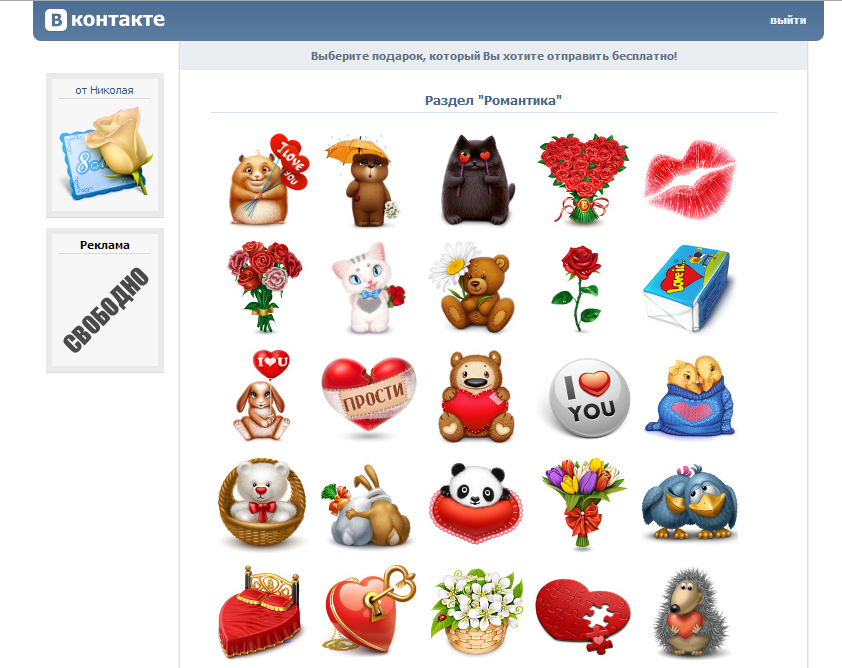 В контакте
выйти
Выберите подарок, который Вы хотите отправить бесплатно!
от Николая
8 М
Реклама
СВОБОДНО
Раздел "Романтика"
I LOVE YOU
В
Love is...
I ♥ U
ПРОСТИ
I ♥ YOU